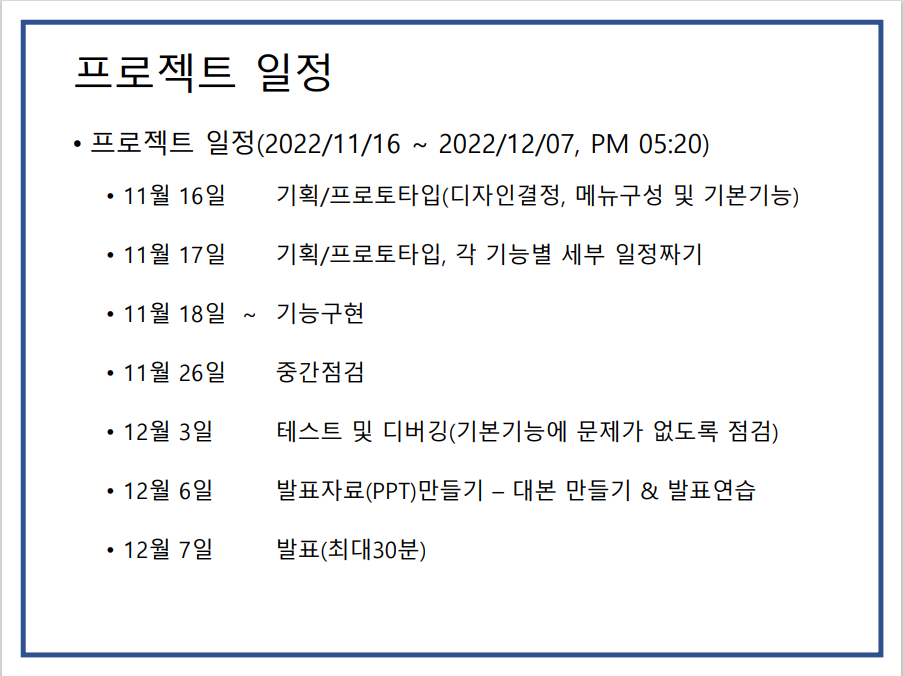 프로젝트 일정
• 프로젝트 일정(2022/11/16 ~ 2022/12/07, PM 05:20)
• 11월 16일 기획/프로토타입(디자인결정, 메뉴구성 및 기본기능)
• 11월 17일 기획/프로토타입, 각 기능별 세부 일정짜기
• 11월 18일 ~ 기능구현
• 11월 26일 중간점검
• 12월 3일 테스트 및 디버깅(기본기능에 문제가 없도록 점검)
• 12월 6일 발표자료(PPT)만들기 – 대본 만들기 & 발표연습
• 12월 7일 발표(최대30분)